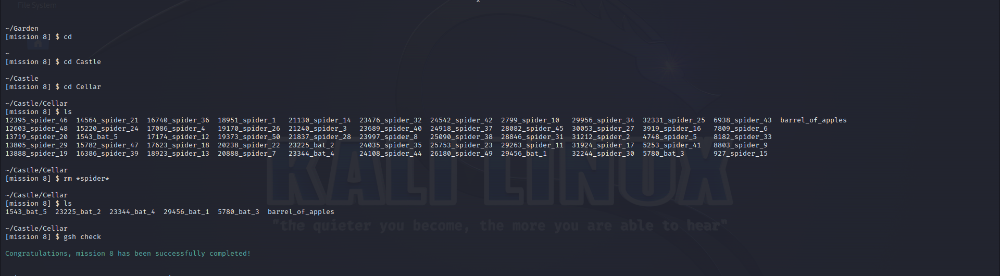 File System
~/Garden
[mission 8] $ cd
~
[mission 8] $ cd Castle
~/Castle
[mission 8] $ cd Cellar
~/Castle/Cellar
[mission 8] $ ls
12395_spider_46  14564_spider_21  16740_spider_36  18951_spider_1   21130_spider_14  23476_spider_32  24542_spider_42  2799_spider_10   29956_spider_34  32331_spider_25  6938_spider_43  barrel_of_apples
12603_spider_48  15220_spider_24  17086_spider_4   19170_spider_26  21240_spider_3   23689_spider_40  24918_spider_37  28082_spider_45  30053_spider_27  3919_spider_16   7809_spider_6
13719_spider_20  1543_bat_5       17174_spider_12  19373_spider_50  21837_spider_28  23997_spider_8   25090_spider_38  28846_spider_31  31212_spider_2   4748_spider_5    8182_spider_33
13805_spider_29  15782_spider_47  17623_spider_18  20238_spider_22  23225_bat_2      24035_spider_35  25753_spider_23  29263_spider_11  31924_spider_17  5253_spider_41   8803_spider_9
13888_spider_19  16386_spider_39  18923_spider_13  20888_spider_7   23344_bat_4      24108_spider_44  26180_spider_49  29456_bat_1      32244_spider_30  5780_bat_3       927_spider_15
~/Castle/Cellar
[mission 8] $ rm *spider*
~/Castle/Cellar
[mission 8] $ ls
1543_bat_5  23225_bat_2  23344_bat_4  29456_bat_1  5780_bat_3  barrel_of_apples
~/Castle/Cellar
[mission 8] $ gsh check
Congratulations, mission 8 has been successfully completed!
KALI LINUX
"the quieter you become, the more you are able to hear"